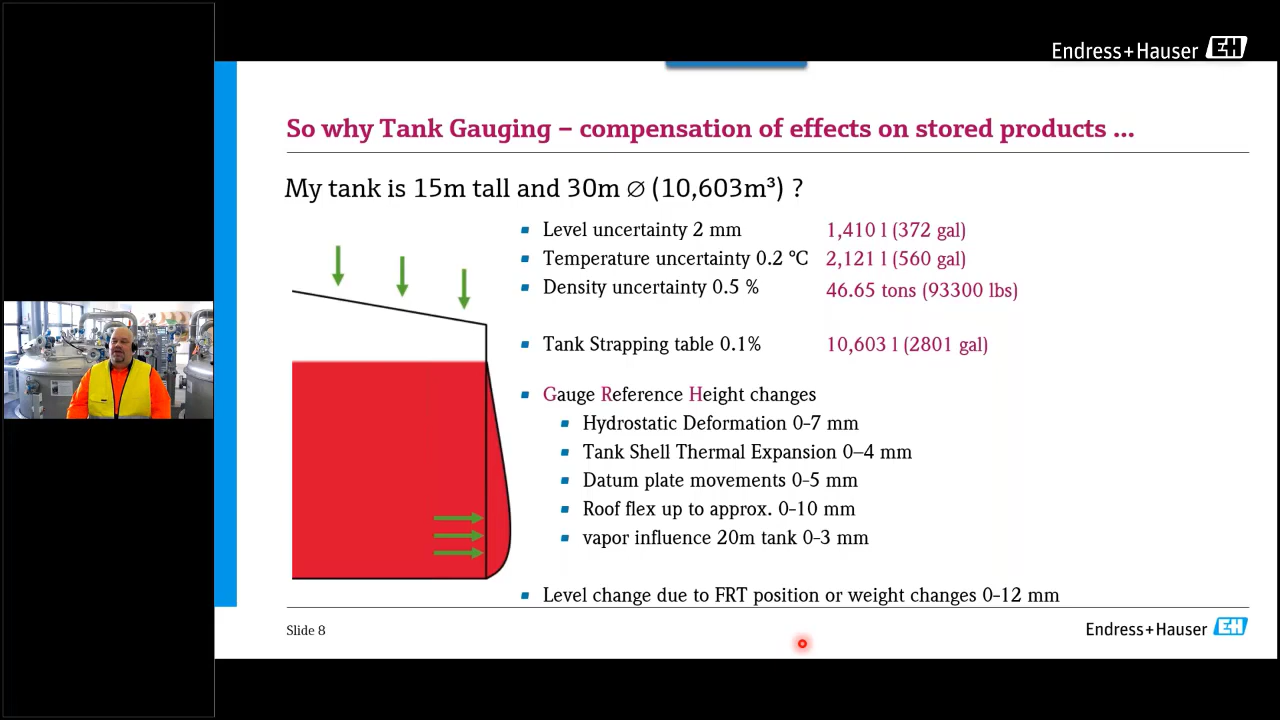 Endress+Hauser EH
So why Tank Gauging – compensation of effects on stored products ...
My tank is 15m tall and 30m ∅ (10,603m³) ?
Level uncertainty 2 mm 1,410 l (372 gal)
Temperature uncertainty 0.2 °C 2,121 l (560 gal)
Density uncertainty 0.5 % 46.65 tons (93300 lbs)
Tank Strapping table 0.1% 10,603 l (2801 gal)
Gauge Reference Height changes
Hydrostatic Deformation 0-7 mm
Tank Shell Thermal Expansion 0–4 mm
Datum plate movements 0-5 mm
Roof flex up to approx. 0-10 mm
vapor influence 20m tank 0-3 mm
Level change due to FRT position or weight changes 0-12 mm
Slide 8
Endress+Hauser EH